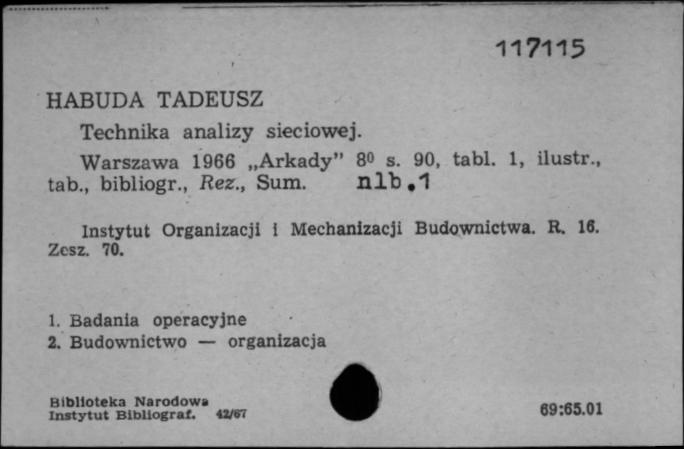 117115
HABUDA TADEUSZ
Technika analizy sieciowej.
Warszawa 1966 „Arkady” 8⁰ s. 90, tabl. 1, ilustr.,
tab., bibliogr., Rez., Sum. nlb.1
Instytut Organizacji i Mechanizacji Budownictwa. R. 16.
Zesz. 70.
1. Badania operacyjne
2. Budownictwo — organizacja
Biblioteka Narodowa
Instytut Bibliograf. 42/67
69:65.01